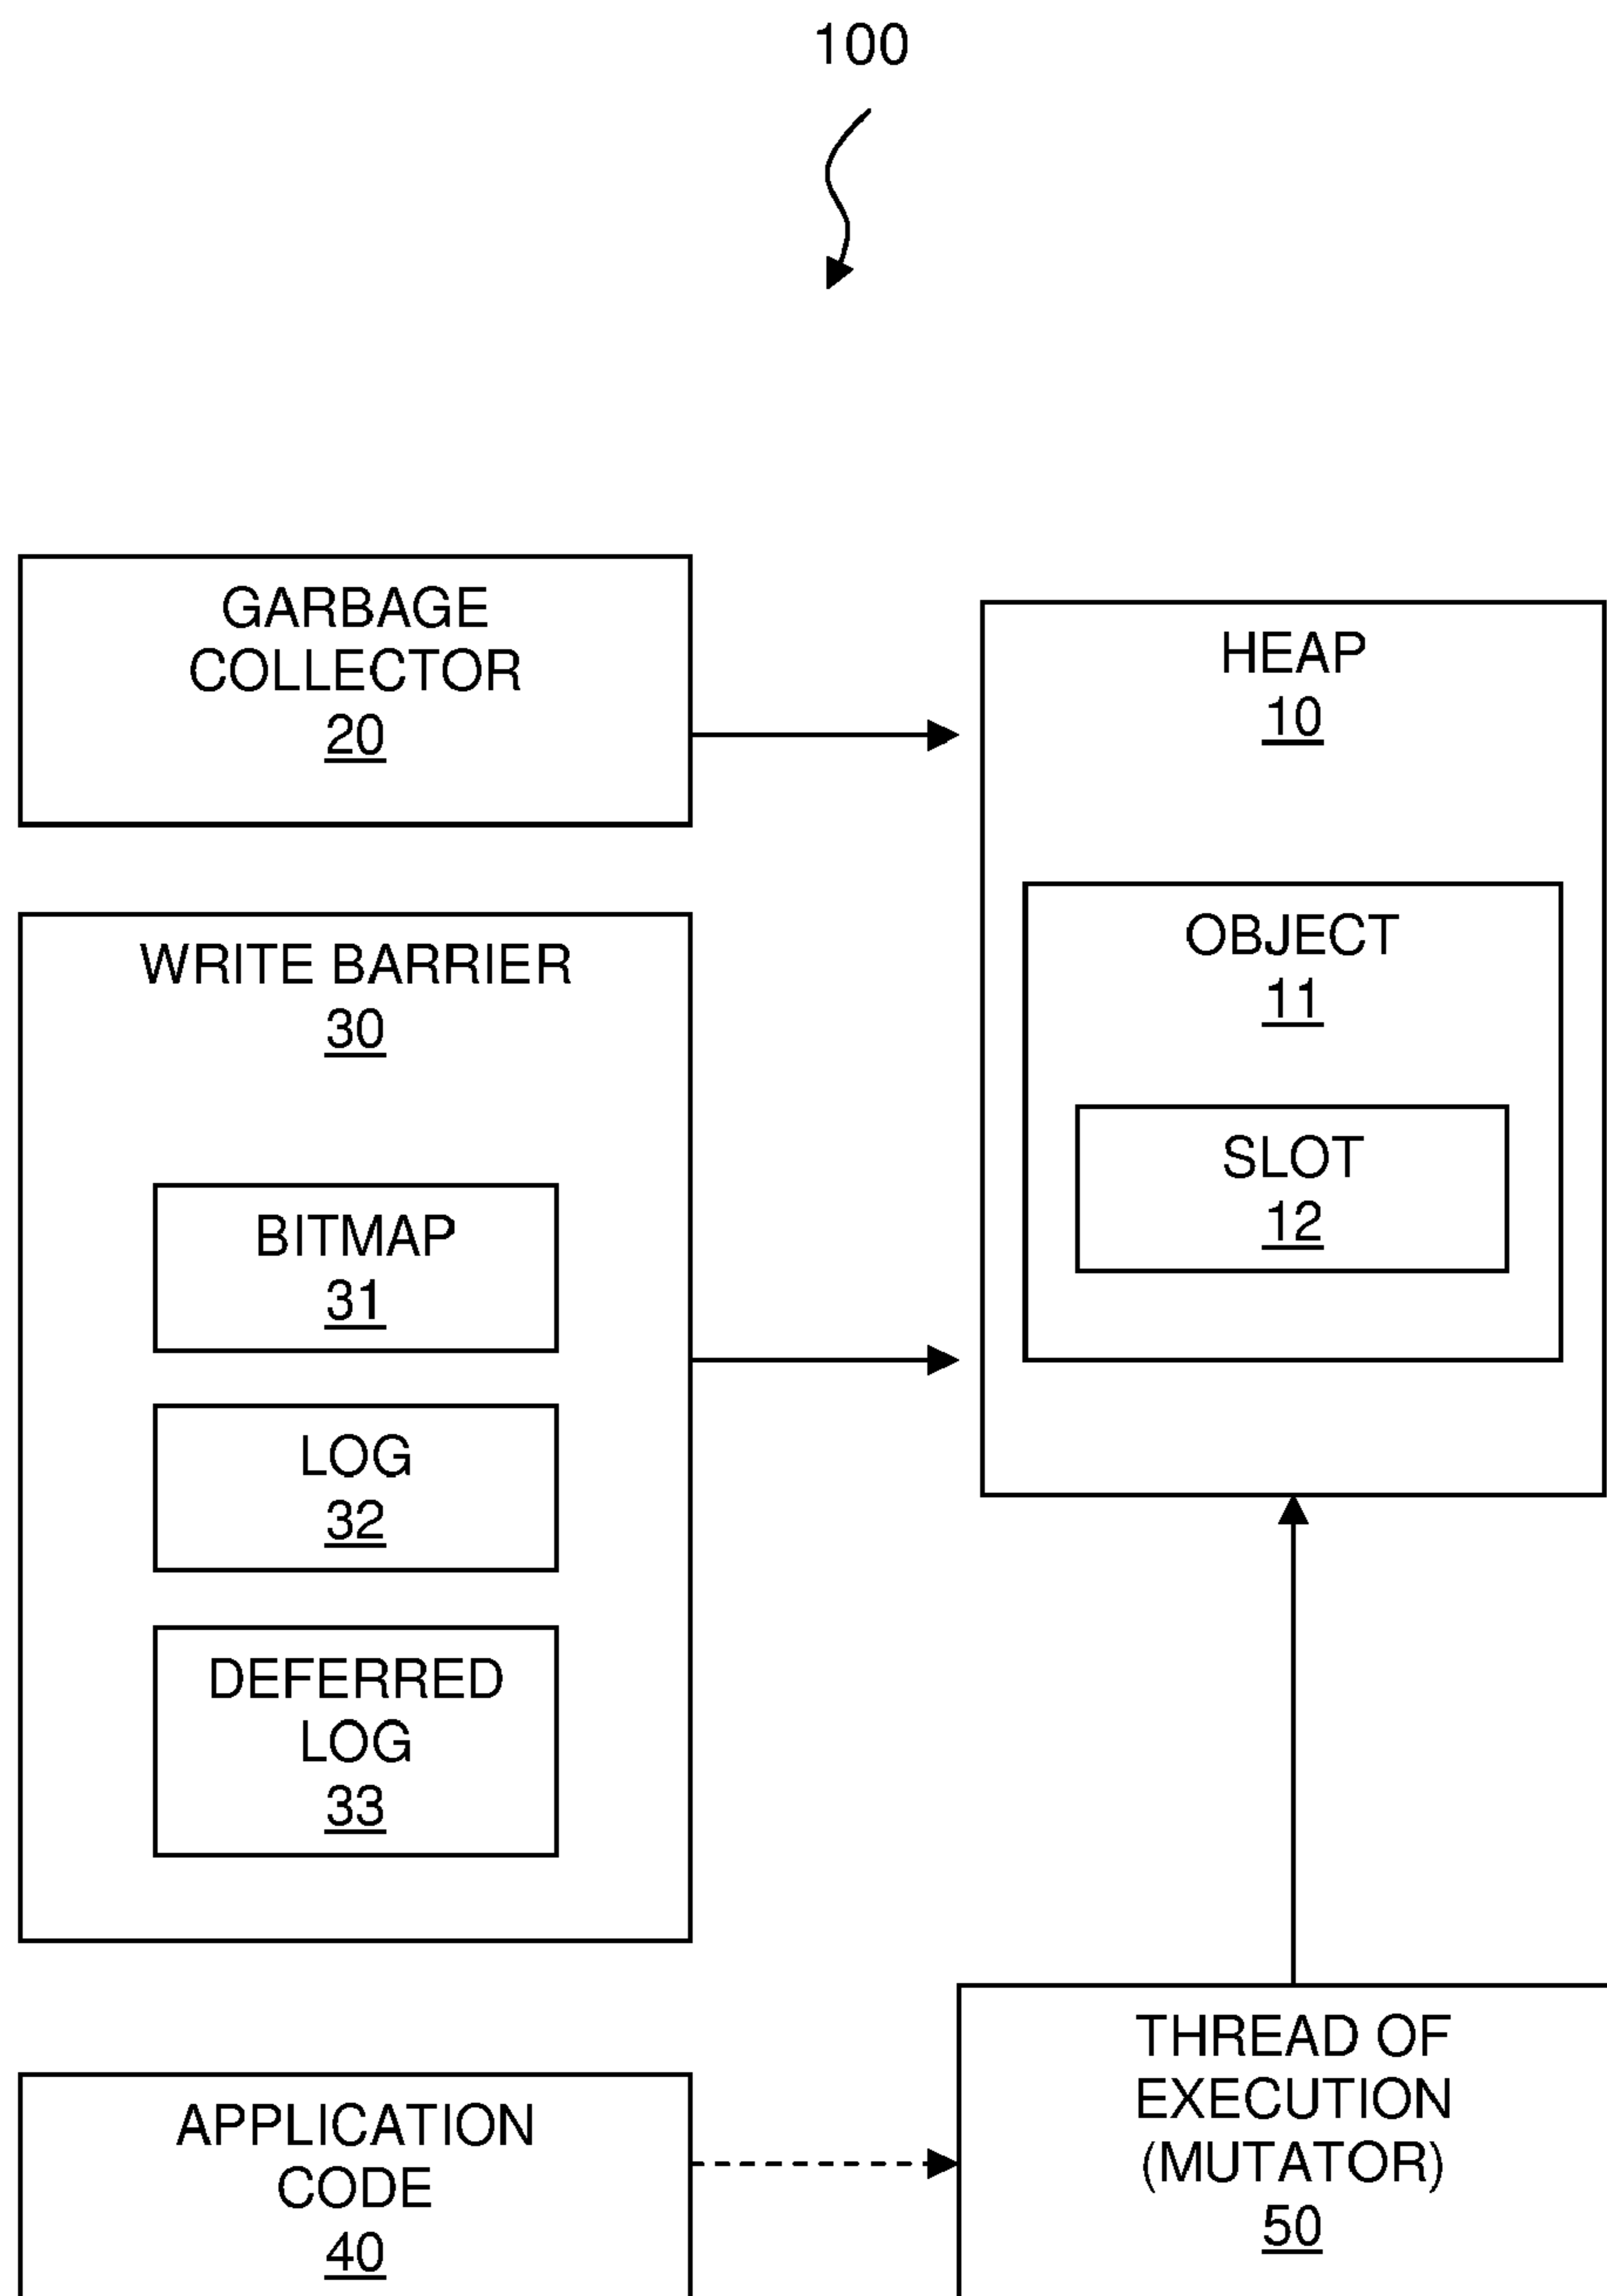 100
GARBAGE
COLLECTOR
20
HEAP
10
OBJECT
11
SLOT
12
WRITE BARRIER
30
BITMAP
31
LOG
32
DEFERRED
LOG
33
THREAD OF
EXECUTION
(MUTATOR)
50
APPLICATION
CODE
40